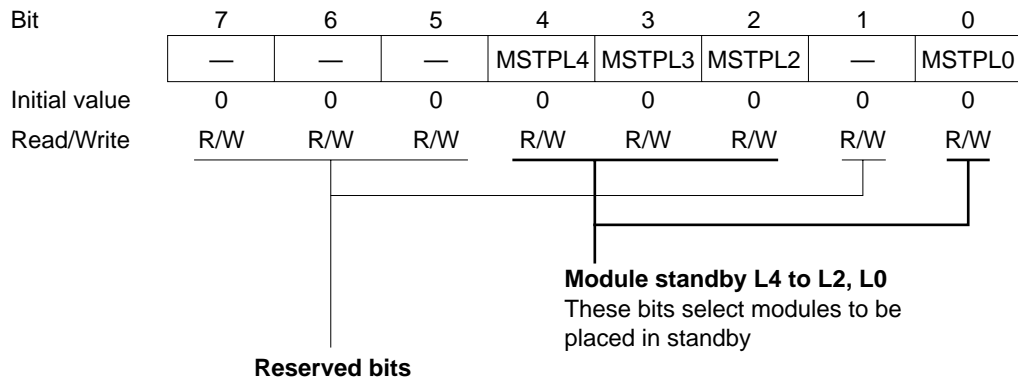 Bit 7 6 5 4 3 2 1 0
— — — MSTPL4 MSTPL3 MSTPL2 — MSTPL0
Initial value 0 0 0 0 0 0 0 0
Read/Write R/W R/W R/W R/W R/W R/W R/W R/W
Module standby L4 to L2, L0
These bits select modules to be
placed in standby
Reserved bits